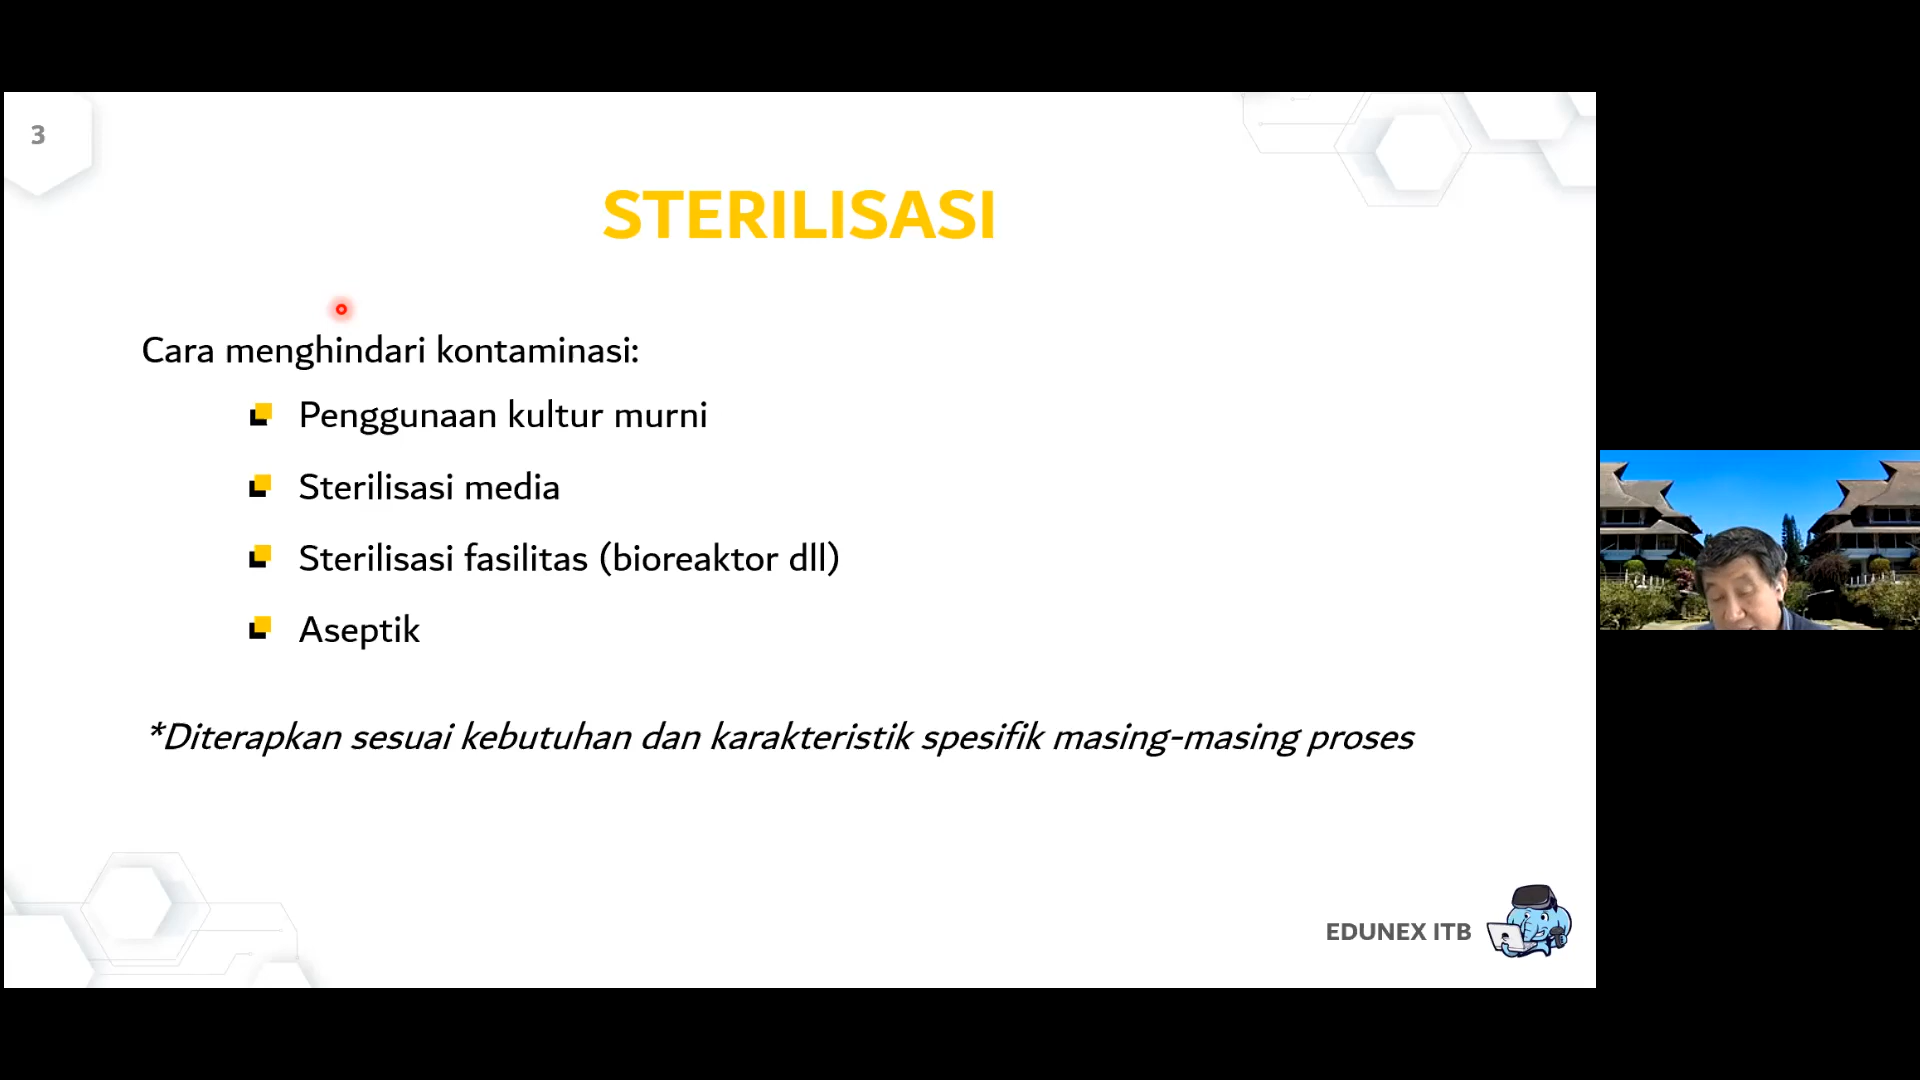 3
STERILISASI
Cara menghindari kontaminasi:
Penggunaan kultur murni
Sterilisasi media
Sterilisasi fasilitas (bioreaktor dll)
Aseptik
*Diterapkan sesuai kebutuhan dan karakteristik spesifik masing-masing proses
EDUNEX ITB